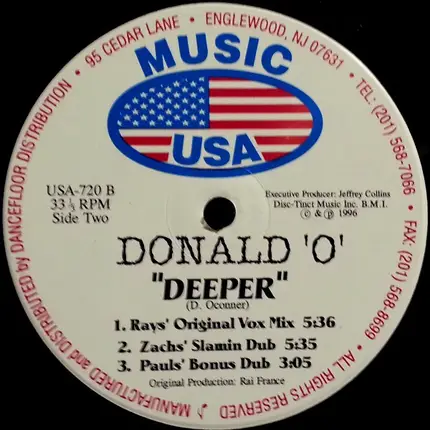 MANUFACTURED and DISTRIBUTED by DANCEFLOOR DISTRIBUTION • 95 CEDAR LANE • ENGLEWOOD, NJ 07631 • TEL: (201) 568-7066 • FAX: (201) 568-8699 • ALL RIGHTS RESERVED ♪
MUSIC
USA
USA-720 B
33 ⅓ RPM
Side Two
Executive Producer: Jeffrey Collins
Disc-Tinct Music Inc. B.M.I.
© & ℗ 1996
DONALD 'O'
"DEEPER"
(D. Oconner)
1. Rays' Original Vox Mix 5:36
2. Zachs' Slamin Dub 5:35
3. Pauls' Bonus Dub 3:05
Original Production: Rai France